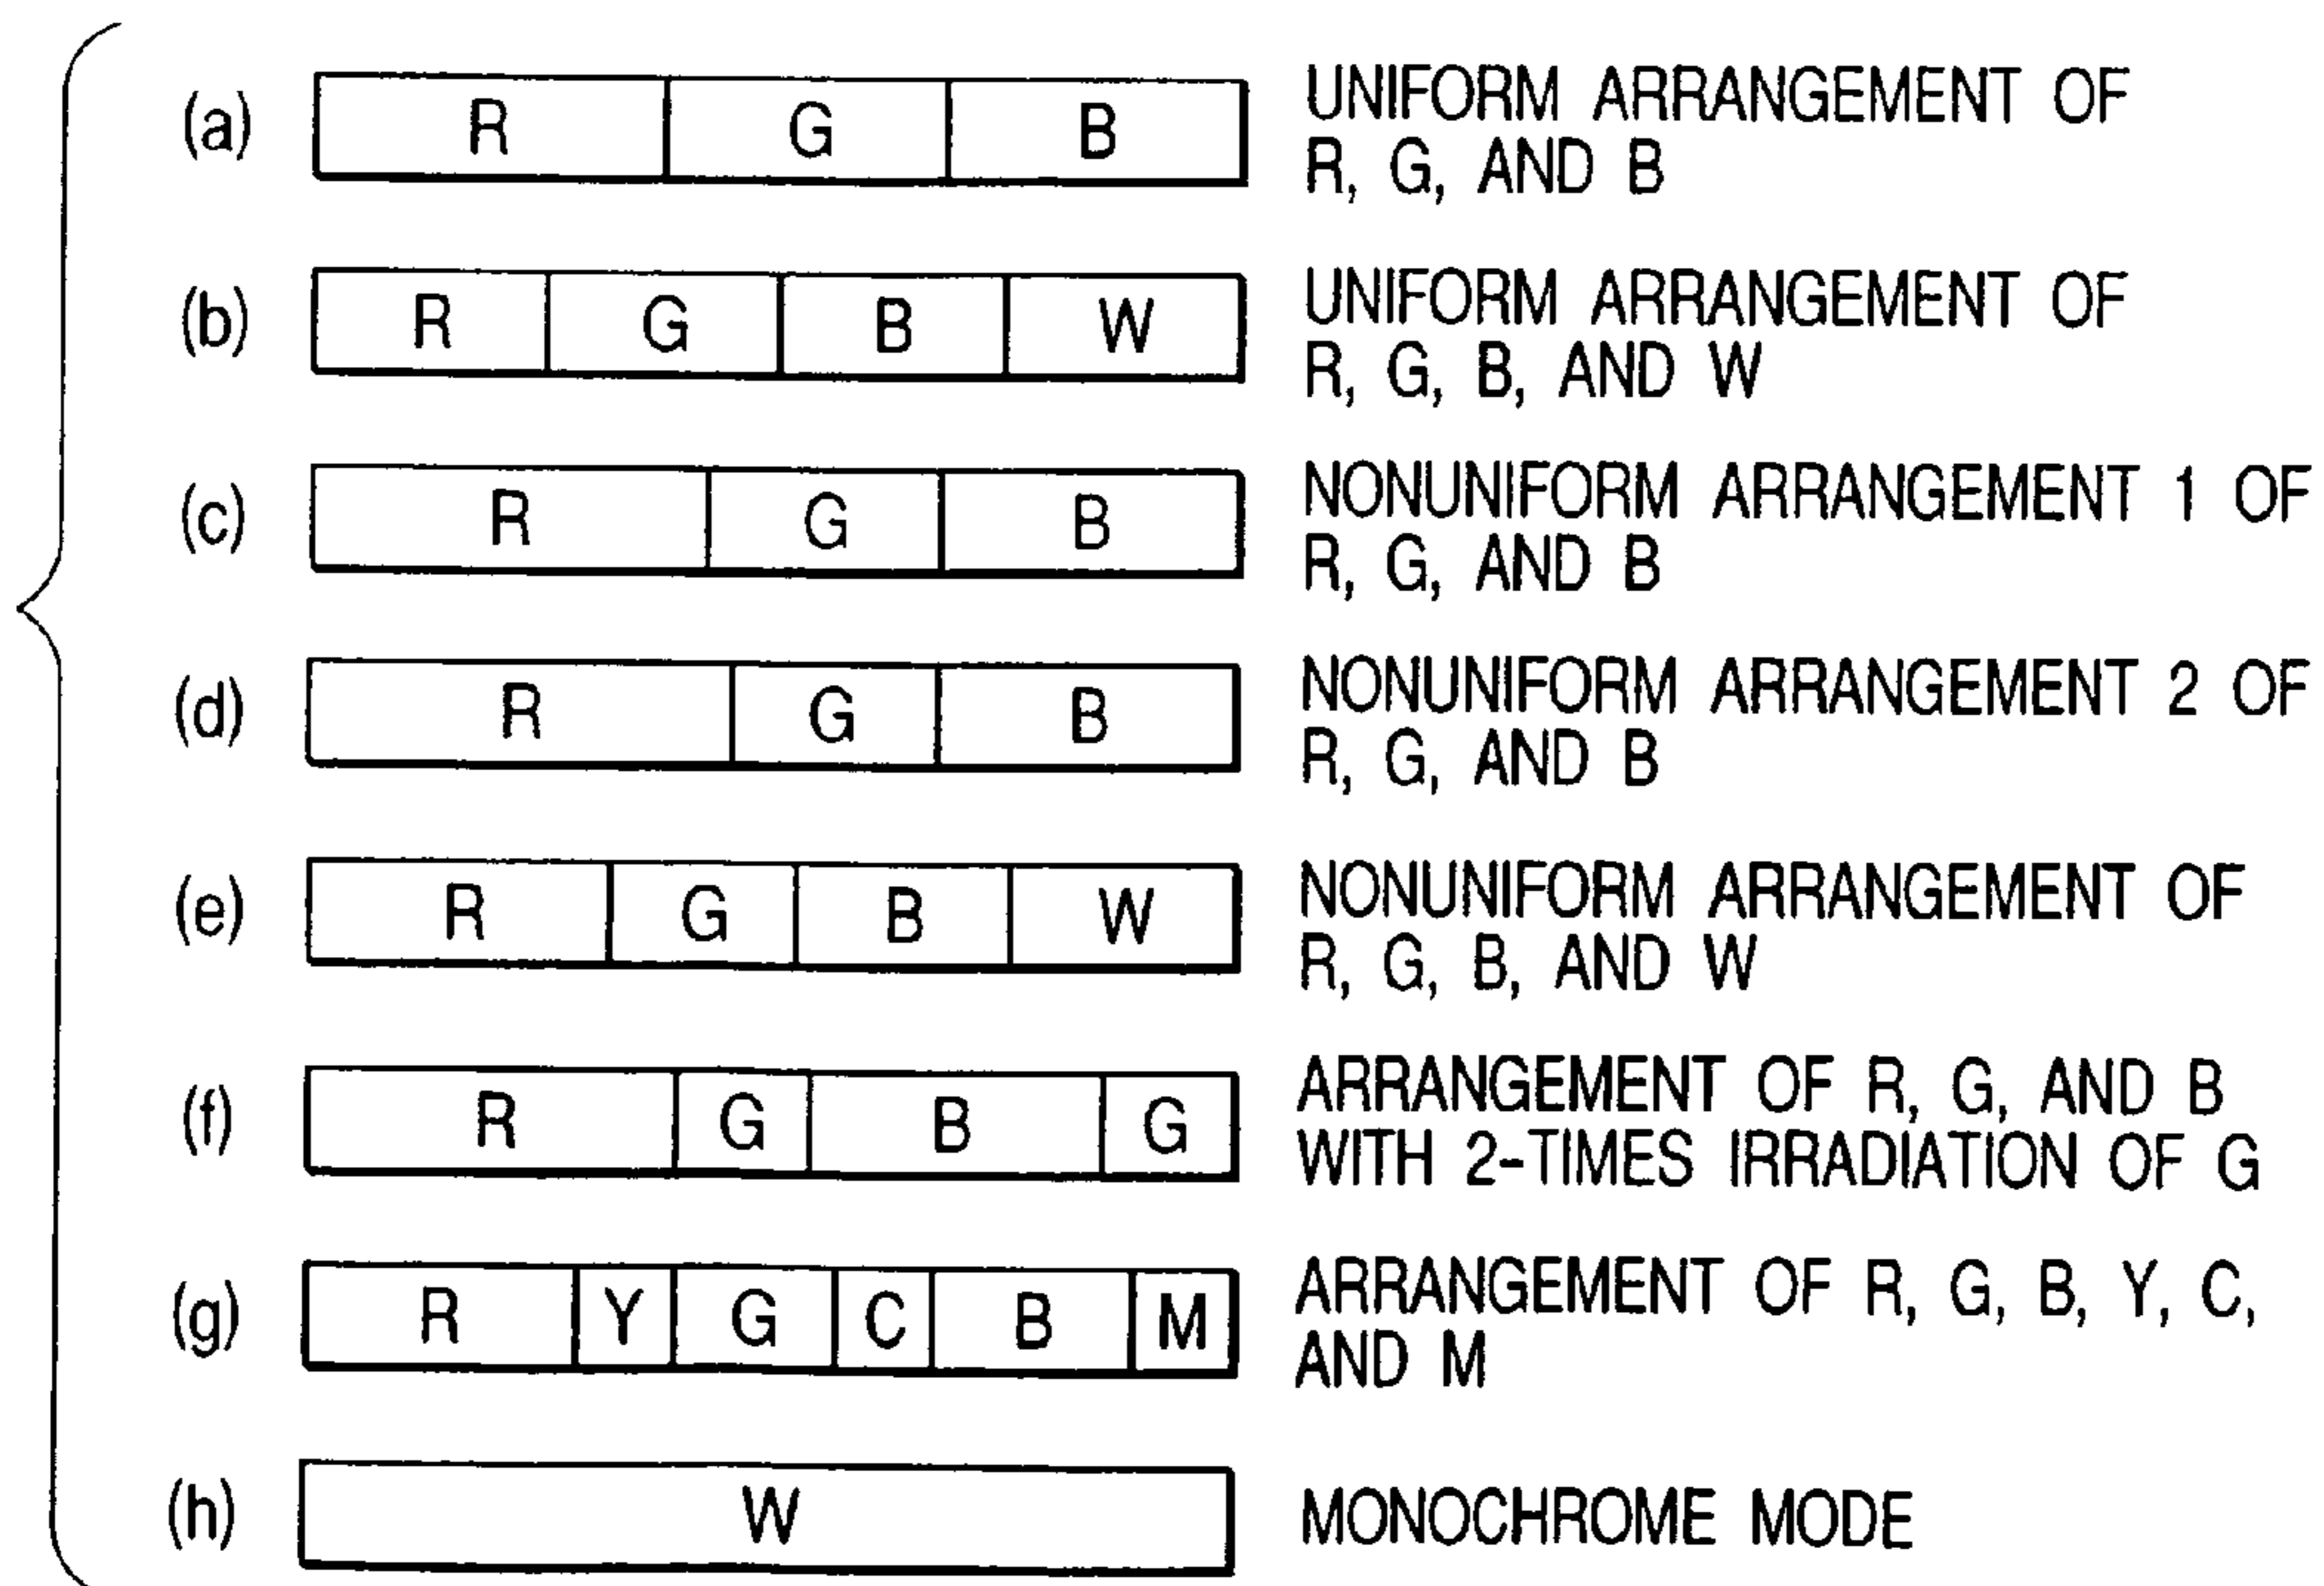 (a) R G B UNIFORM ARRANGEMENT OF
R, G, AND B
(b) R G B W UNIFORM ARRANGEMENT OF
R, G, B, AND W
(c) R G B NONUNIFORM ARRANGEMENT 1 OF
R, G, AND B
(d) R G B NONUNIFORM ARRANGEMENT 2 OF
R, G, AND B
(e) R G B W NONUNIFORM ARRANGEMENT OF
R, G, B, AND W
(f) R G B G ARRANGEMENT OF R, G, AND B
WITH 2-TIMES IRRADIATION OF G
(g) R Y G C B M ARRANGEMENT OF R, G, B, Y, C,
AND M
(h) W MONOCHROME MODE